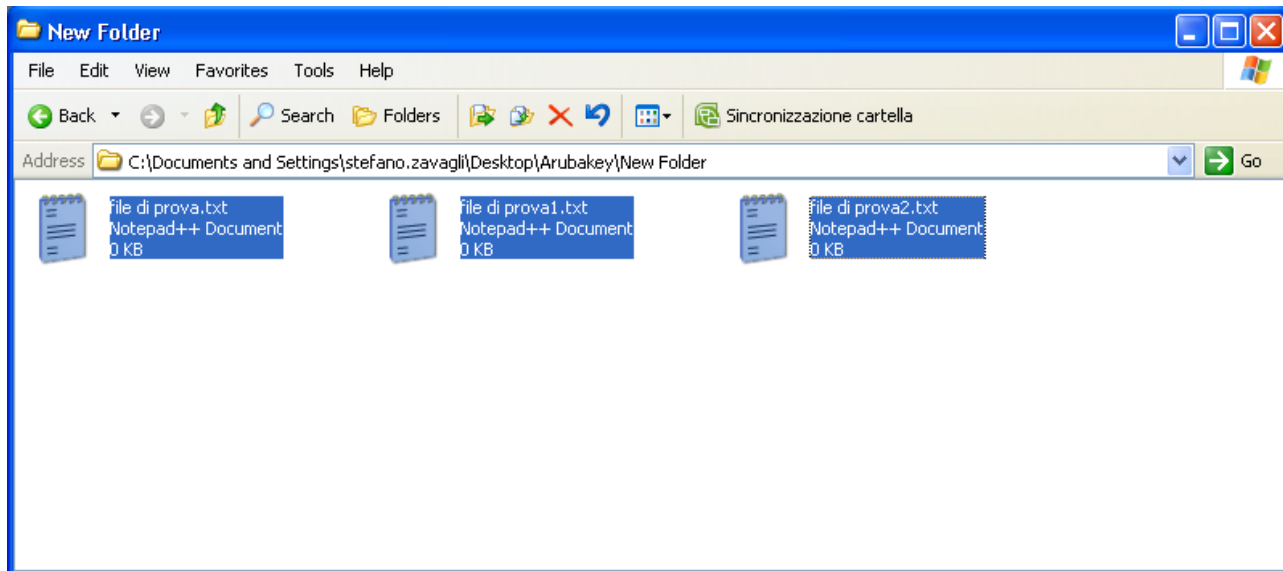 New Folder
File Edit View Favorites Tools Help
Back Search Folders Sincronizzazione cartella
Address C:\Documents and Settings\stefano.zavagli\Desktop\Arubakey\New Folder Go
file di prova.txt
Notepad++ Document
0 KB
file di prova1.txt
Notepad++ Document
0 KB
file di prova2.txt
Notepad++ Document
0 KB